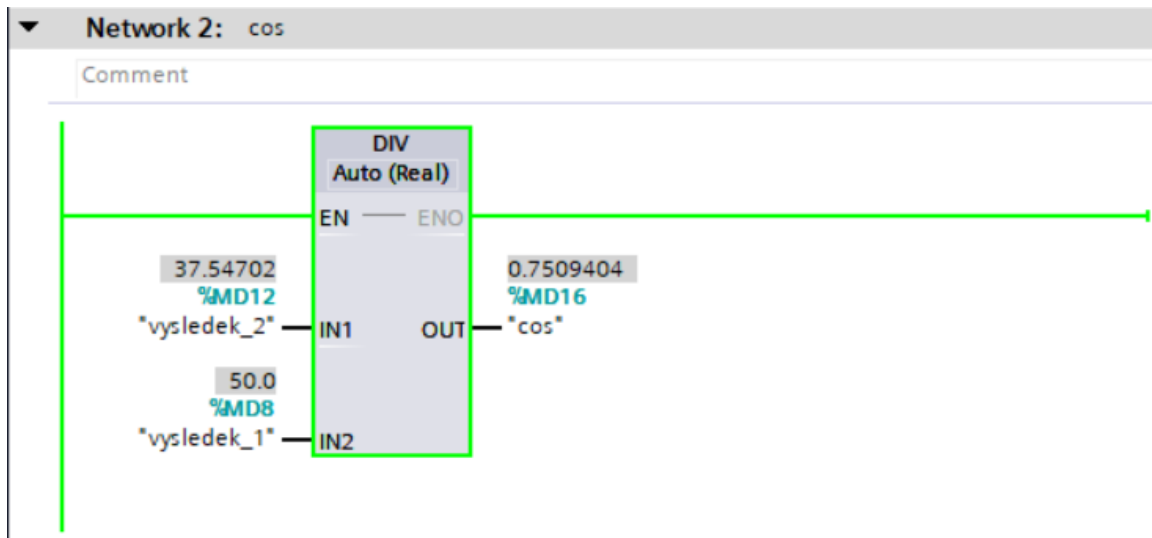 Network 2: cos
Comment
DIV
Auto (Real)
EN ENO
37.54702
%MD12
"vysledek_2" IN1
0.7509404
%MD16
OUT "cos"
50.0
%MD8
"vysledek_1" IN2